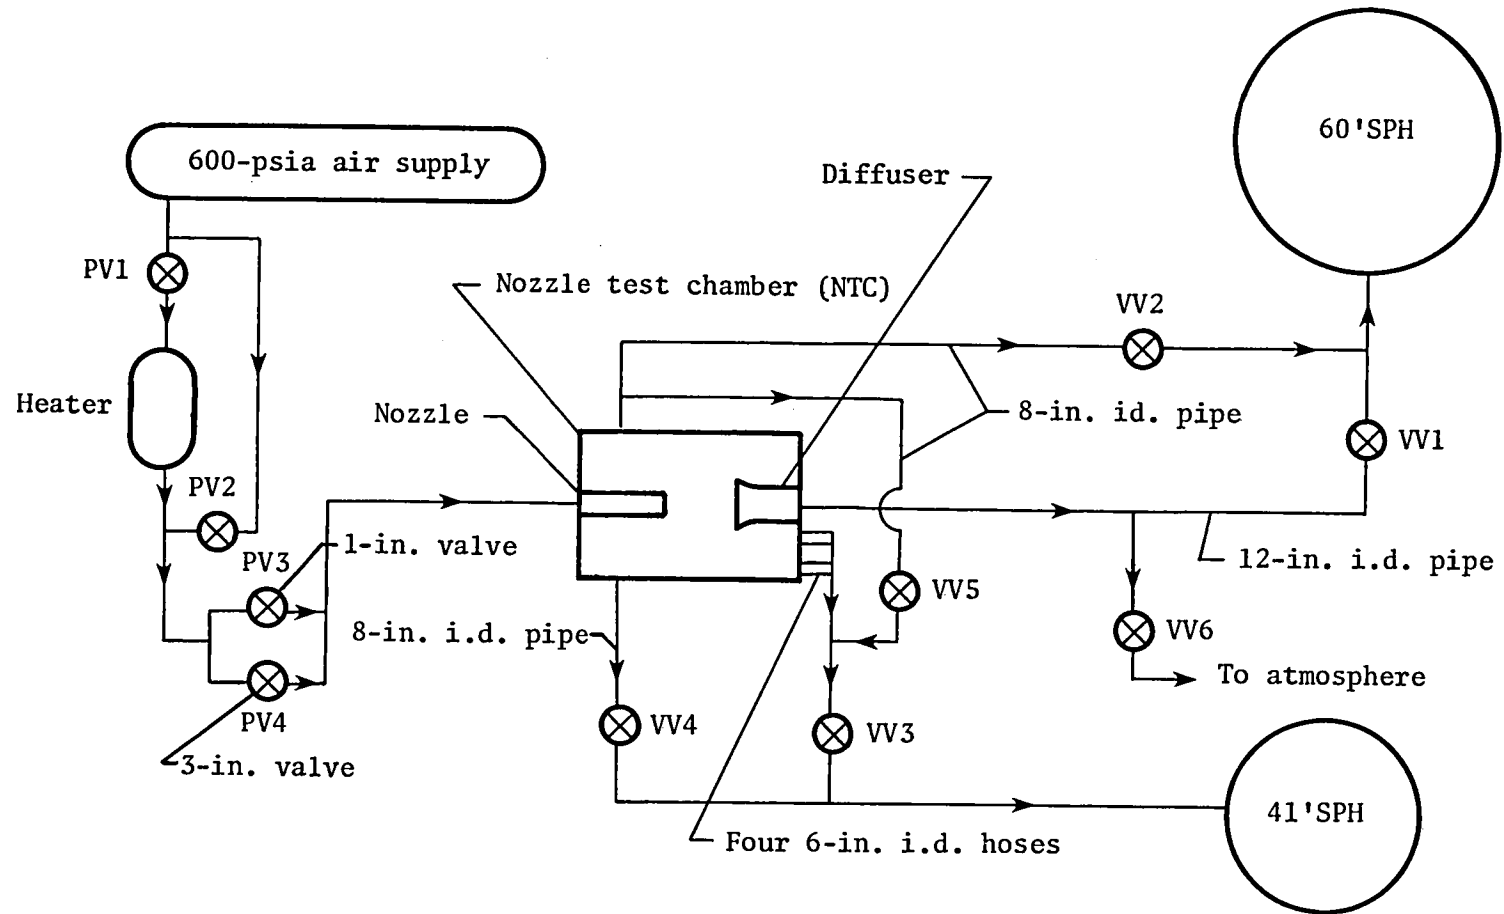 60'SPH
600-psia air supply
Diffuser
PV1
Nozzle test chamber (NTC)
VV2
Heater
Nozzle
8-in. id. pipe
VV1
PV2
1-in. valve
PV3
12-in. i.d. pipe
VV5
8-in. i.d. pipe
VV6
To atmosphere
PV4
VV4
VV3
3-in. valve
41'SPH
Four 6-in. i.d. hoses